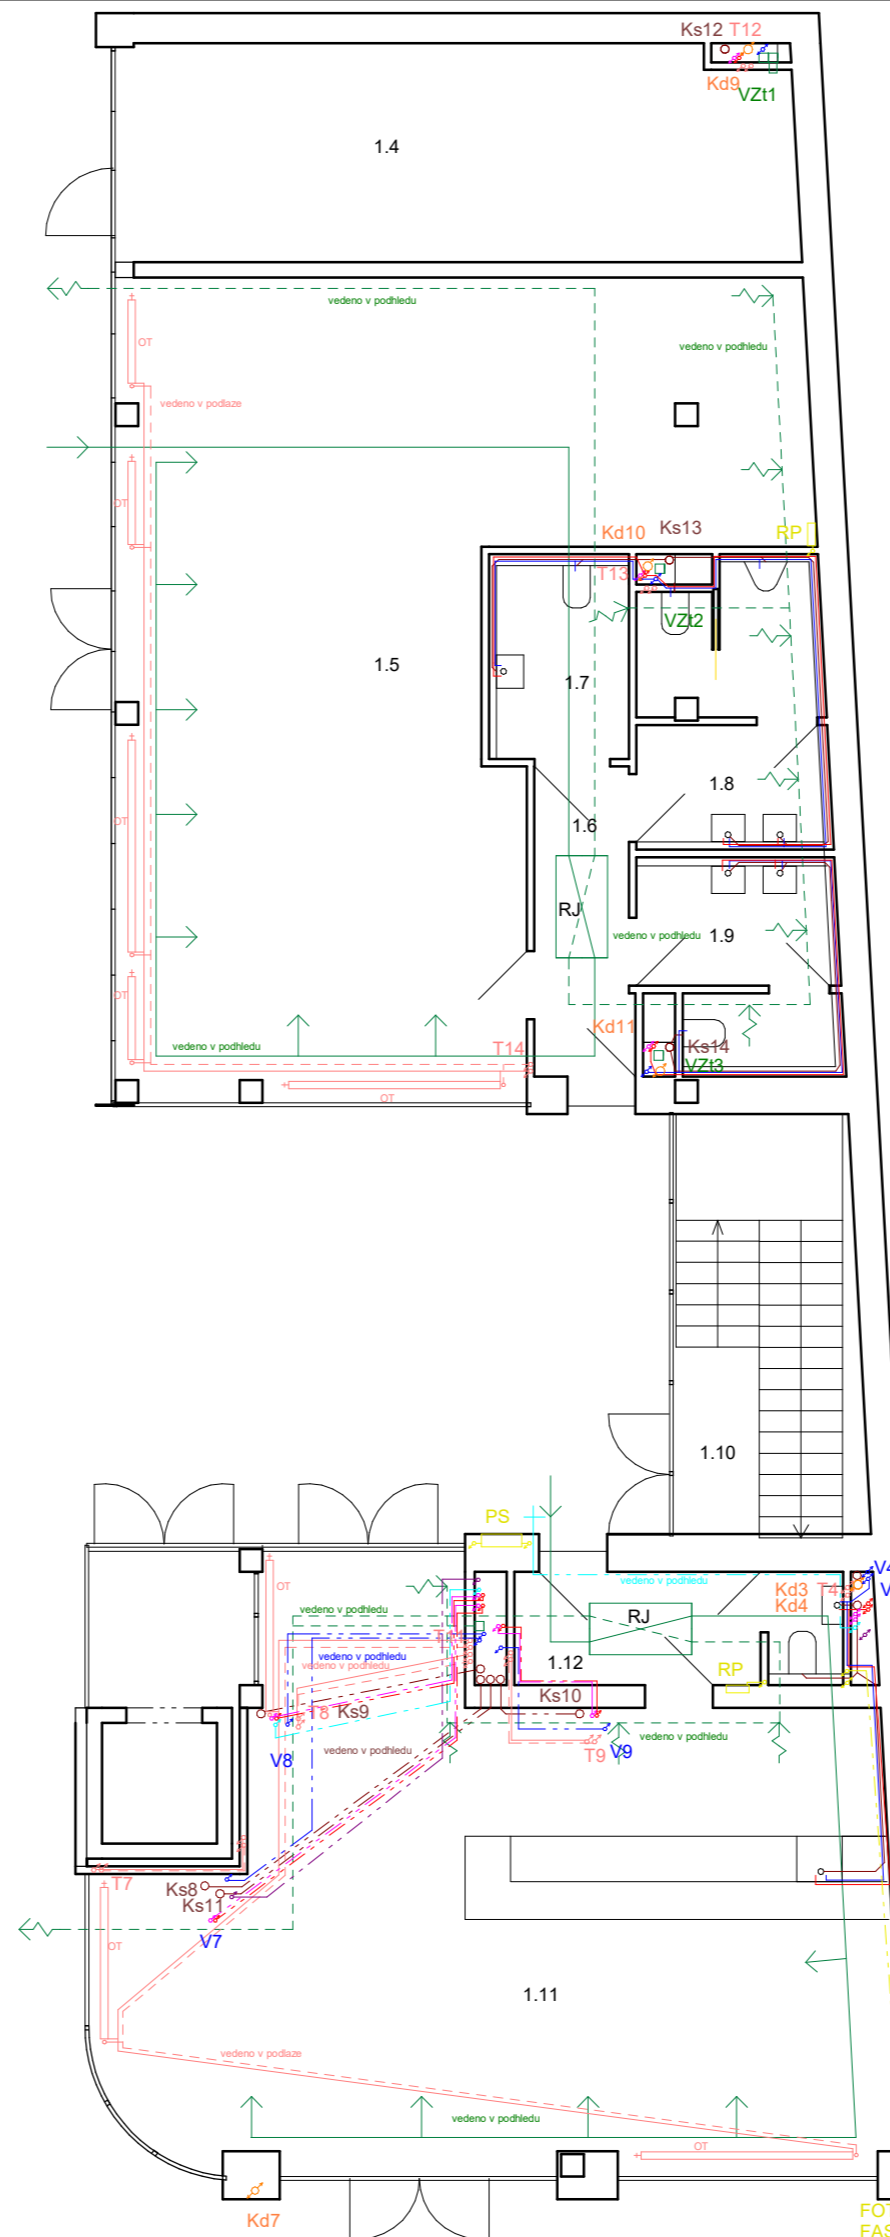 Ks12 T12
Kd9
VZt1
1.4
vedeno v podhledu
vedeno v podhledu
OT
vedeno v podlaze
OT
Kd10
Ks13
RP
T13
VZt2
1.5
1.7
1.8
1.6
OT
RJ
vedeno v podhledu
1.9
OT
Kd11
vedeno v podhledu
T14
Ks14
VZt3
OT
1.10
PS
vedeno v podhledu
OT
Kd3
T4
Kd4
vedeno v podhledu
RJ
vedeno v podhledu
vedeno v podhledu
1.12
RP
T8
Ks9
Ks10
vedeno v podhledu
vedeno v podhledu
V8
T9
V9
T7
Ks8
Ks11
V7
OT
1.11
vedeno v podlaze
vedeno v podhledu
OT
Kd7